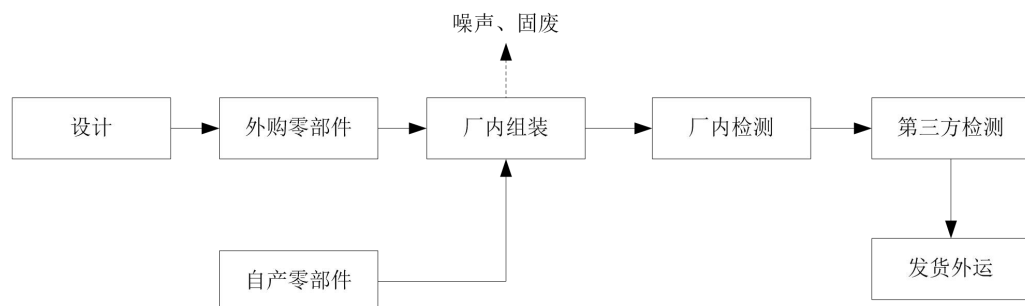 噪声、固废
设计
外购零部件
厂内组装
厂内检测
第三方检测
自产零部件
发货外运